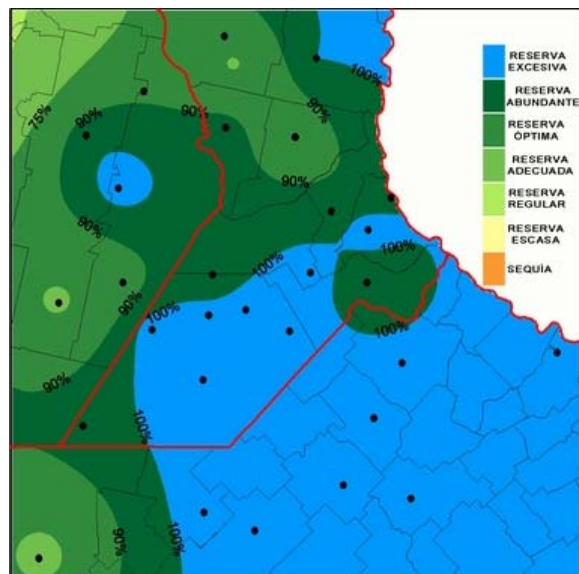 100%
RESERVA
EXCESIVA
RESERVA
ABUNDANTE
RESERVA
ÓPTIMA
RESERVA
ADECUADA
RESERVA
REGULAR
RESERVA
ESCASA
SEQUÍA
75%
90%
90%
90%
90%
90%
100%
100%
90%
100%
100%
90%
100%
90%
100%